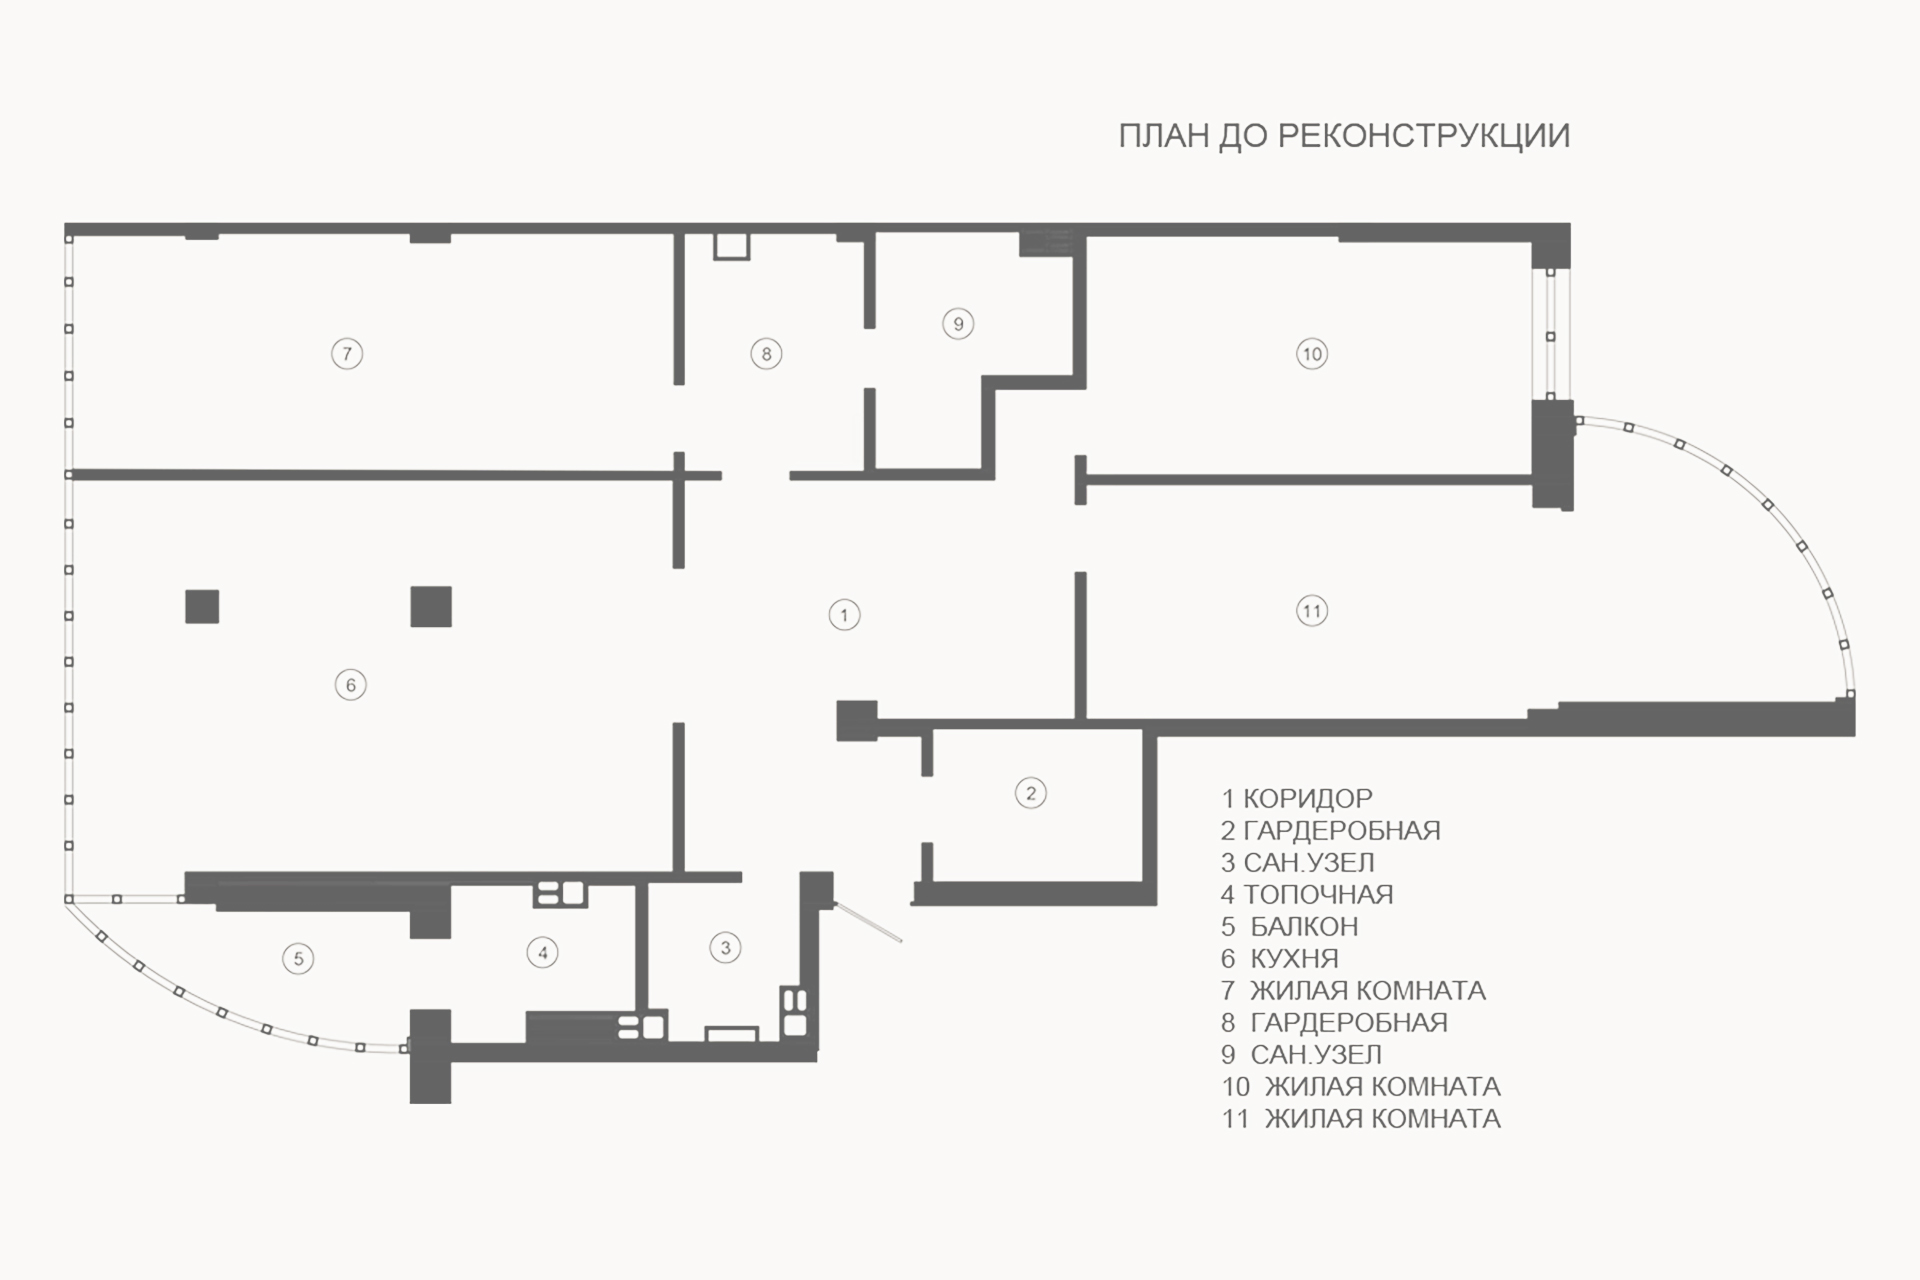 ПЛАН ДО РЕКОНСТРУКЦИИ
9
7
8
10
11
1
6
2
3
4
5
1 КОРИДОР
2 ГАРДЕРОБНАЯ
3 САН.УЗЕЛ
4 ТОПОЧНАЯ
5 БАЛКОН
6 КУХНЯ
7 ЖИЛАЯ КОМНАТА
8 ГАРДЕРОБНАЯ
9 САН.УЗЕЛ
10 ЖИЛАЯ КОМНАТА
11 ЖИЛАЯ КОМНАТА